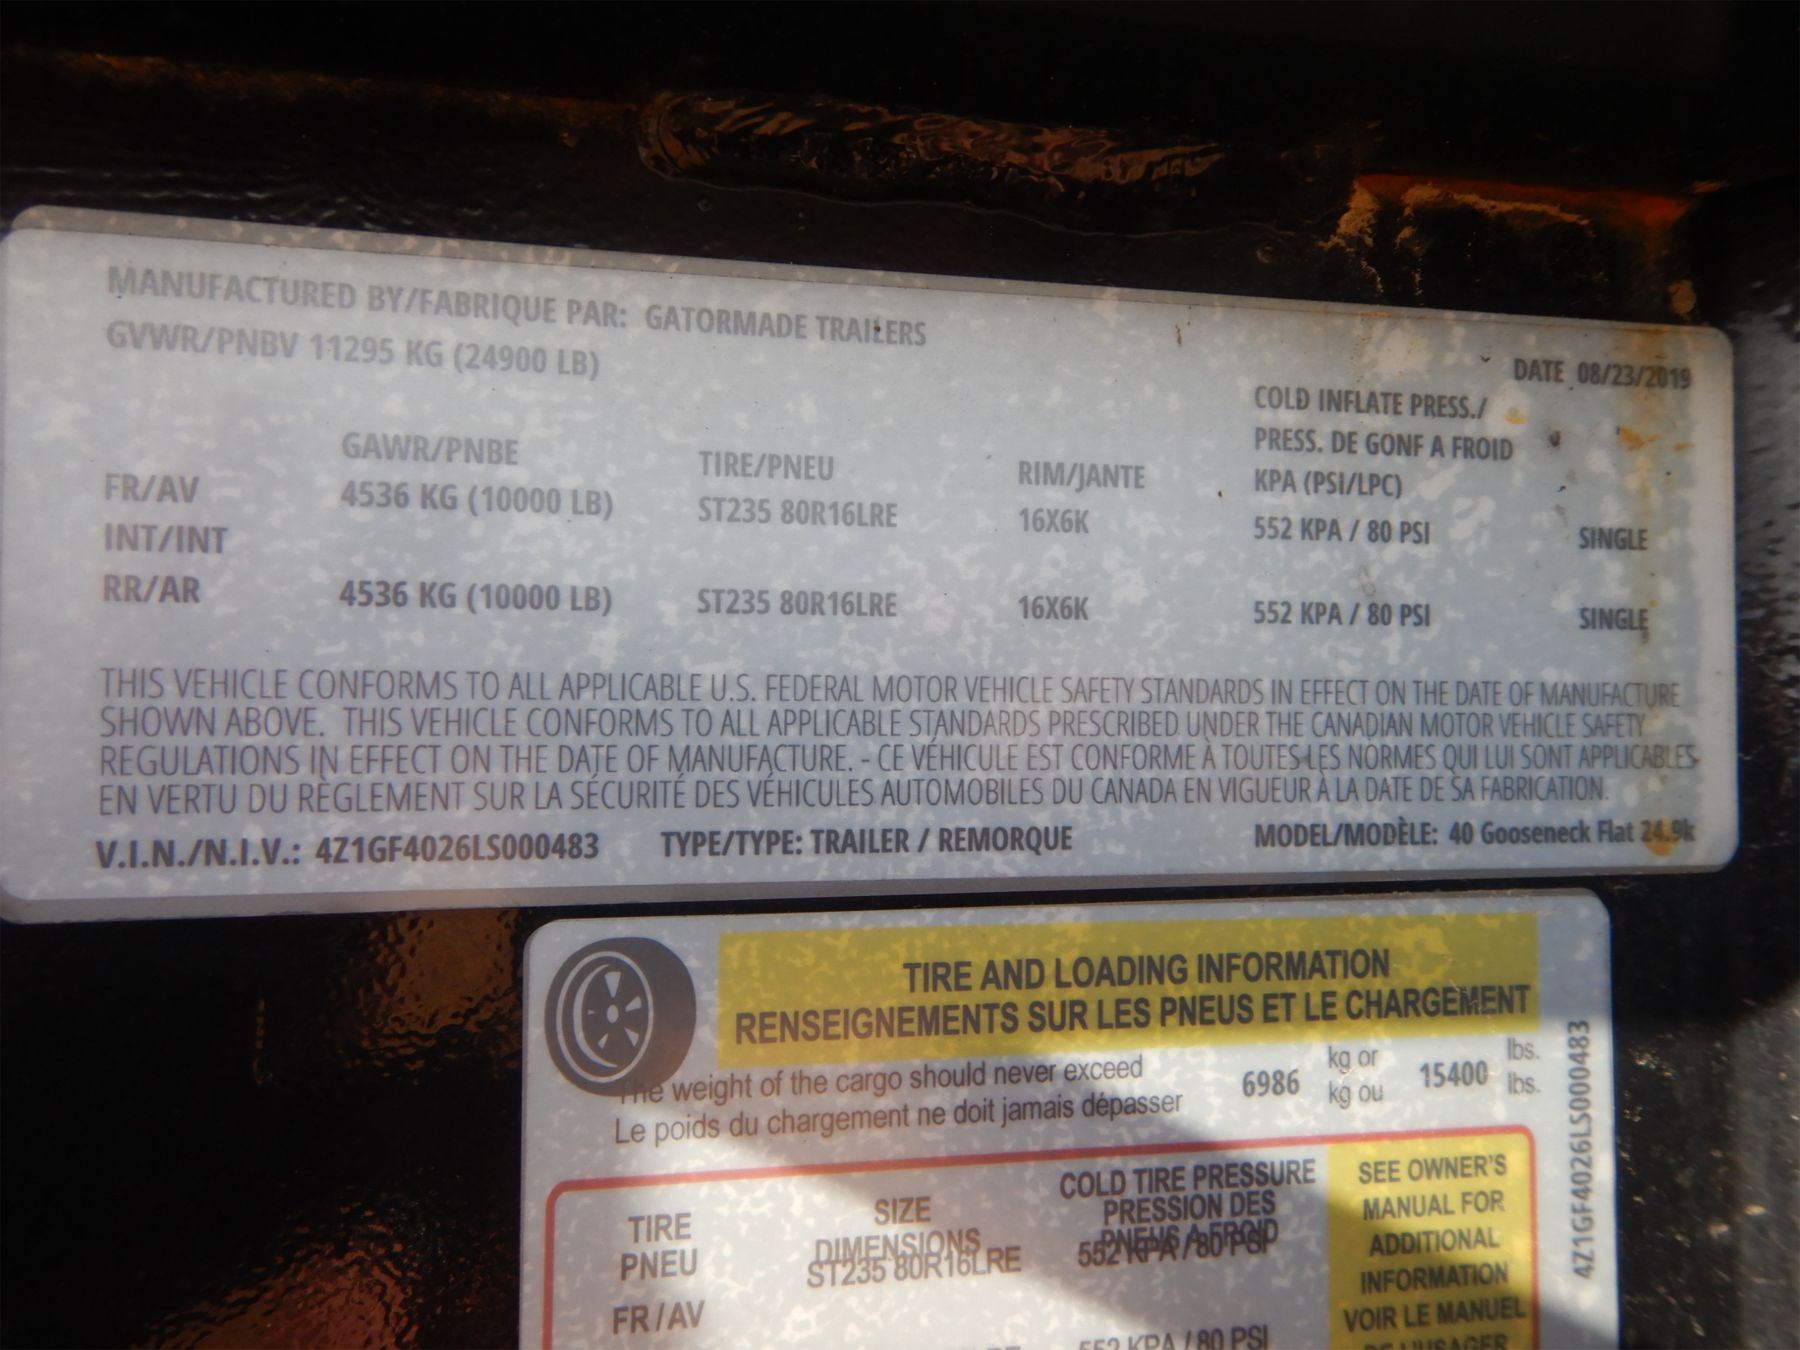 MANUFACTURED BY/FABRIQUE PAR: GATORMADE TRAILERS
GVWR/PNBV 11295 KG (24900 LB)
DATE 08/23/2019
COLD INFLATE PRESS./
PRESS. DE GONF A FROID
GAWR/PNBE TIRE/PNEU RIM/JANTE KPA (PSI/LPC)
FR/AV 4536 KG (10000 LB) ST235 80R16LRE 16X6K 552 KPA / 80 PSI SINGLE
INT/INT
RR/AR 4536 KG (10000 LB) ST235 80R16LRE 16X6K 552 KPA / 80 PSI SINGLE
THIS VEHICLE CONFORMS TO ALL APPLICABLE U.S. FEDERAL MOTOR VEHICLE SAFETY STANDARDS IN EFFECT ON THE DATE OF MANUFACTURE
SHOWN ABOVE. THIS VEHICLE CONFORMS TO ALL APPLICABLE STANDARDS PRESCRIBED UNDER THE CANADIAN MOTOR VEHICLE SAFETY
REGULATIONS IN EFFECT ON THE DATE OF MANUFACTURE. - CE VÉHICULE EST CONFORME À TOUTES LES NORMES QUI LUI SONT APPLICABLES
EN VERTU DU RÈGLEMENT SUR LA SÉCURITÉ DES VÉHICULES AUTOMOBILES DU CANADA EN VIGUEUR À LA DATE DE SA FABRICATION.
V.I.N./N.I.V.: 4Z1GF4026LS000483 TYPE/TYPE: TRAILER / REMORQUE MODEL/MODÈLE: 40 Gooseneck Flat 24.9k
TIRE AND LOADING INFORMATION
RENSEIGNEMENTS SUR LES PNEUS ET LE CHARGEMENT
The weight of the cargo should never exceed 6986 kg or 15400 lbs.
Le poids du chargement ne doit jamais dépasser kg ou lbs.
TIRE
PNEU
SIZE
DIMENSIONS
ST235 80R16LRE
COLD TIRE PRESSURE
PRESSION DES
PNEUS A FROID
552 KPA / 80 PSI
FR/AV
552 KPA / 80 PSI
SEE OWNER'S
MANUAL FOR
ADDITIONAL
INFORMATION
VOIR LE MANUEL
DE L'USAGER
4Z1GF4026LS000483